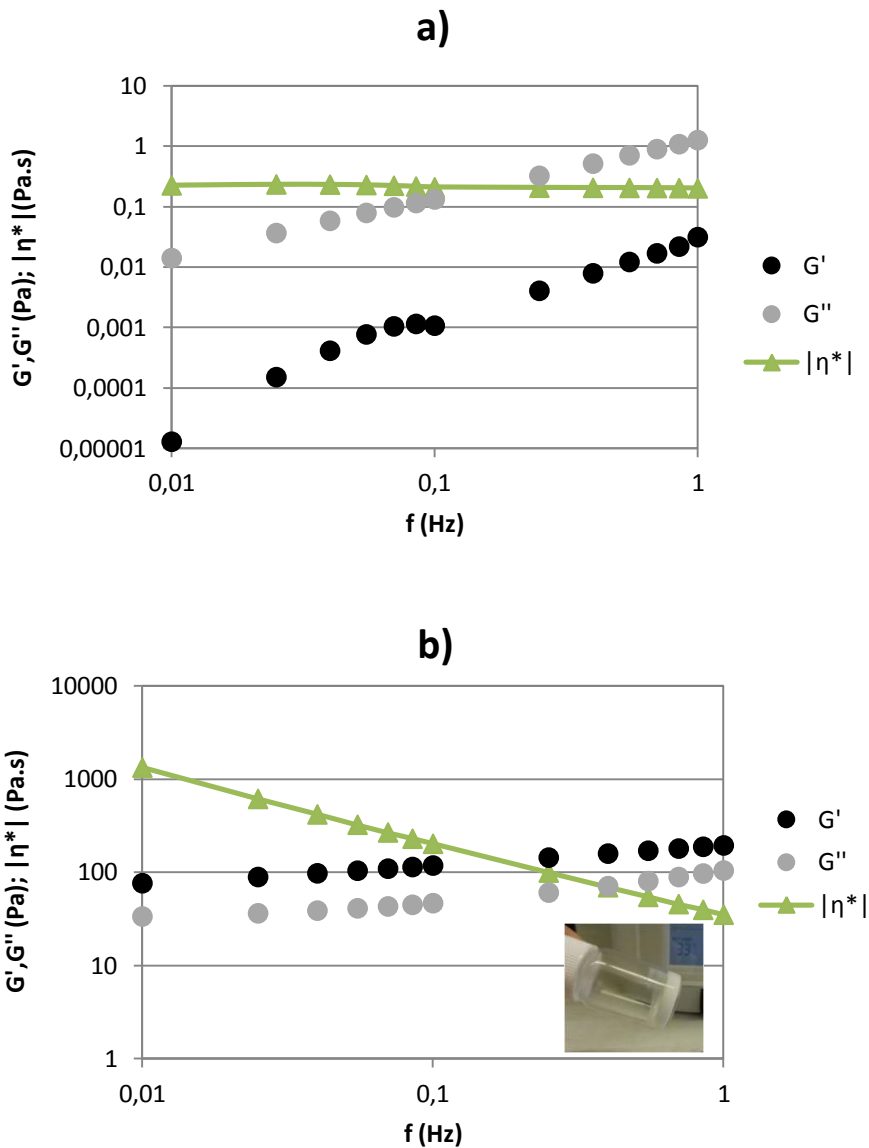 a)
10
1
0,1
0,01
0,001
0,0001
0,00001
0,01
0,1
1
f (Hz)
G',G'' (Pa); |η*|(Pa.s)
G'
G''
|η*|
b)
10000
1000
100
10
1
0,01
0,1
1
f (Hz)
G',G'' (Pa); |η*| (Pa.s)
G'
G''
|η*|